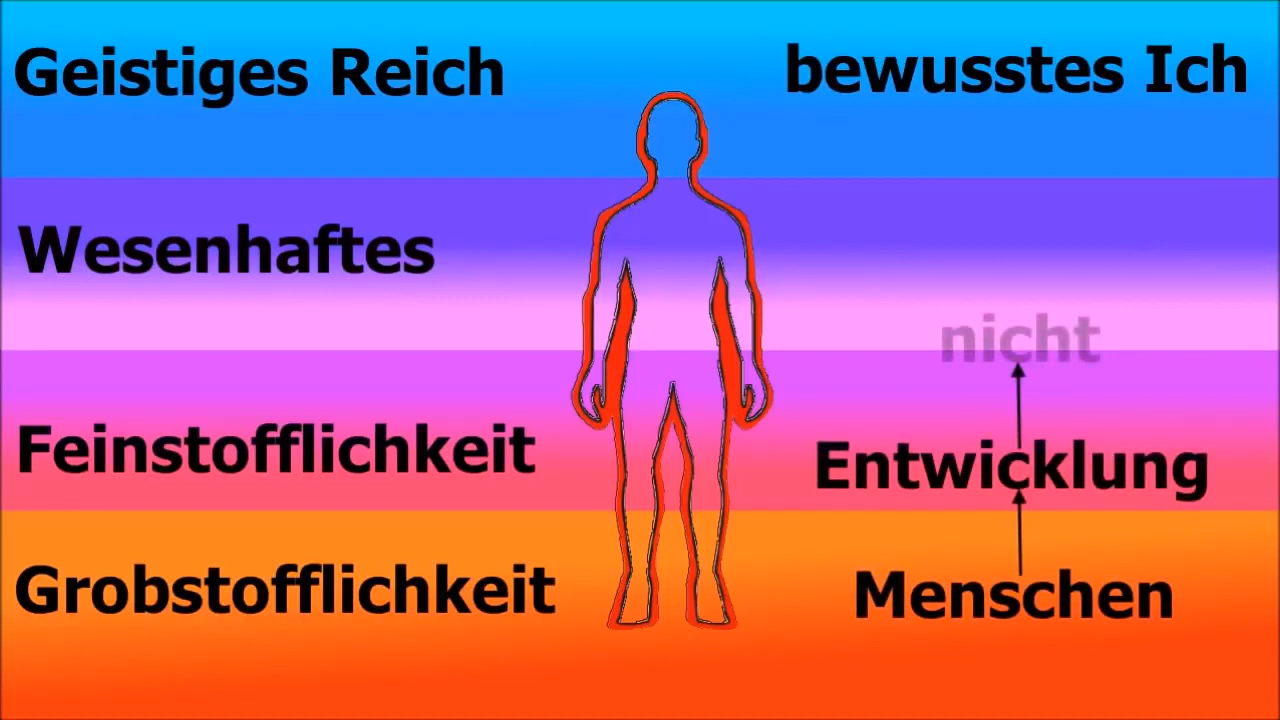 Geistiges Reich
bewusstes Ich
Wesenhaftes
nicht
Feinstofflichkeit
Entwicklung
Grobstofflichkeit
Menschen